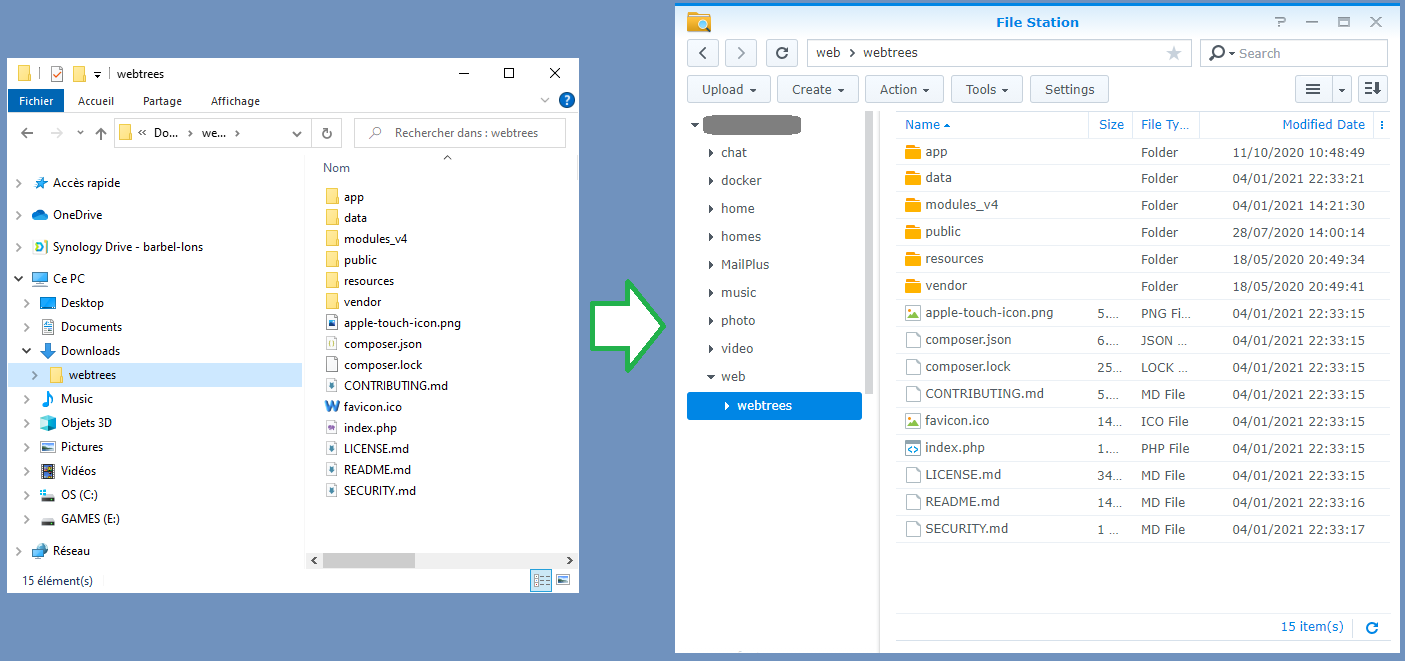 webtrees
Fichier Accueil Partage Affichage
« Do... > we... > Rechercher dans : webtrees
Accès rapide
OneDrive
Synology Drive - barbel-lons
Ce PC
Desktop
Documents
Downloads
webtrees
Music
Objets 3D
Pictures
Vidéos
OS (C:)
GAMES (E:)
Réseau
Nom
app
data
modules_v4
public
resources
vendor
apple-touch-icon.png
composer.json
composer.lock
CONTRIBUTING.md
favicon.ico
index.php
LICENSE.md
README.md
SECURITY.md
15 élément(s)
File Station
web > webtrees Search
Upload Create Action Tools Settings
chat
docker
home
homes
MailPlus
music
photo
video
web
webtrees
Name Size File Ty... Modified Date
app Folder 11/10/2020 10:48:49
data Folder 04/01/2021 22:33:21
modules_v4 Folder 04/01/2021 14:21:30
public Folder 28/07/2020 14:00:14
resources Folder 18/05/2020 20:49:34
vendor Folder 18/05/2020 20:49:41
apple-touch-icon.png 5.... PNG Fi... 04/01/2021 22:33:15
composer.json 6.... JSON ... 04/01/2021 22:33:15
composer.lock 25... LOCK ... 04/01/2021 22:33:15
CONTRIBUTING.md 5.... MD File 04/01/2021 22:33:15
favicon.ico 14... ICO File 04/01/2021 22:33:15
index.php 1.... PHP File 04/01/2021 22:33:15
LICENSE.md 34... MD File 04/01/2021 22:33:15
README.md 14... MD File 04/01/2021 22:33:16
SECURITY.md 1 ... MD File 04/01/2021 22:33:17
15 item(s)